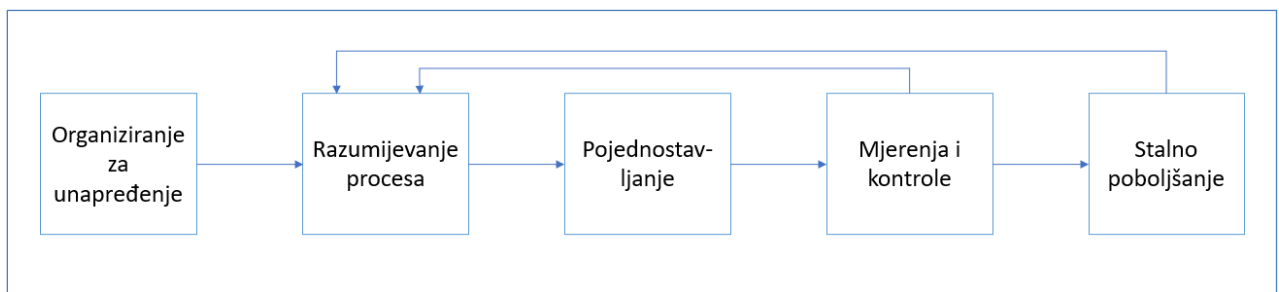 Organiziranje
za
unapređenje
Razumijevanje
procesa
Pojednostav-
ljanje
Mjerenja i
kontrole
Stalno
poboljšanje